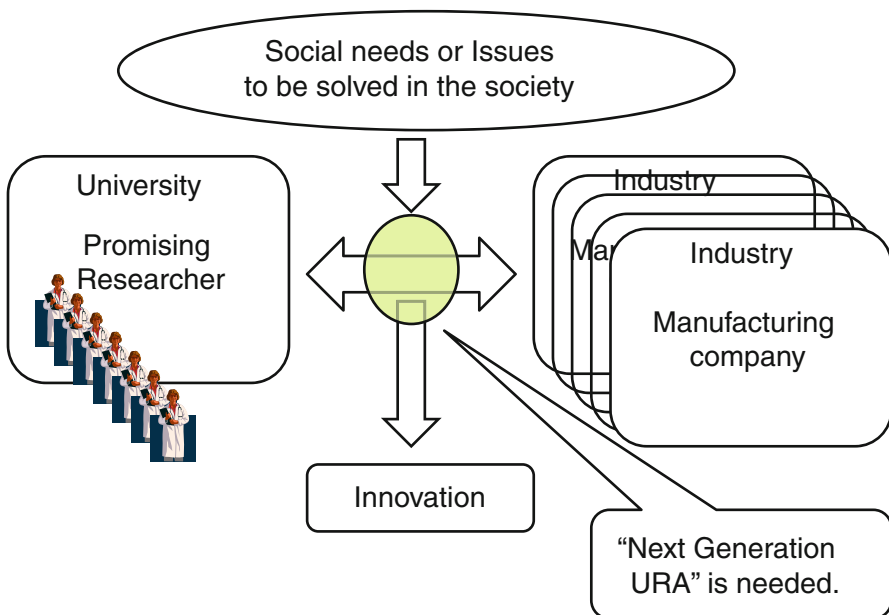 Social needs or Issues
to be solved in the society
University
Promising
Researcher
Industry
Industry
Manufacturing
company
Innovation
“Next Generation
URA” is needed.